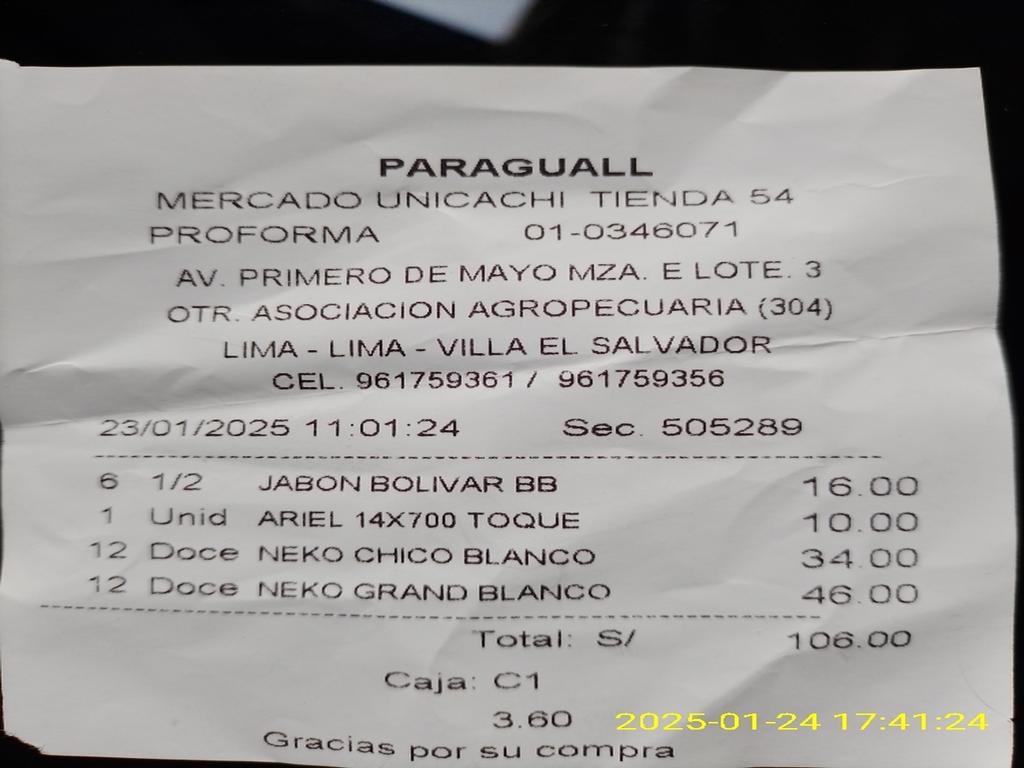 PARAGUALL
MERCADO UNICACHI TIENDA 54
PROFORMA 01-0346071
AV. PRIMERO DE MAYO MZA. E LOTE. 3
OTR. ASOCIACION AGROPECUARIA (304)
LIMA - LIMA - VILLA EL SALVADOR
CEL. 961759361 / 961759356
23/01/2025 11:01:24 Sec. 505289
6 1/2 JABON BOLIVAR BB 16.00
1 Unid ARIEL 14X700 TOQUE 10.00
12 Doce NEKO CHICO BLANCO 34.00
12 Doce NEKO GRAND BLANCO 46.00
Total: S/ 106.00
Caja: C1
3.60
2025-01-24 17:41:24
Gracias por su compra